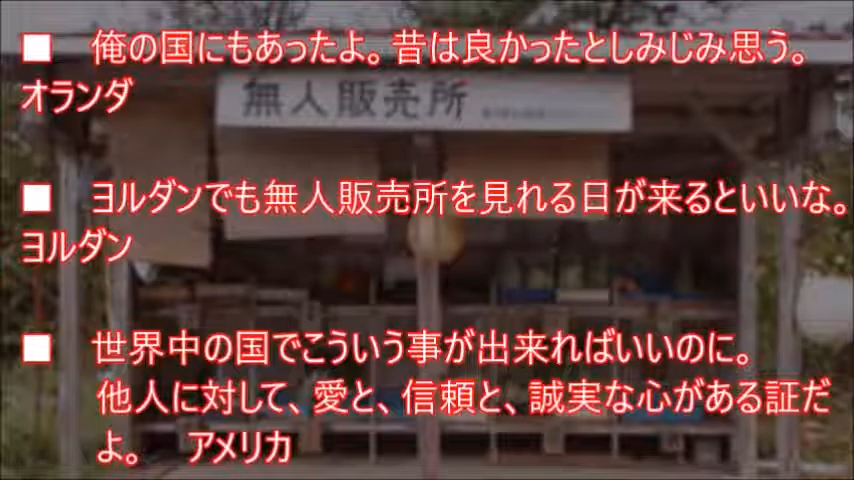 ■ 俺の国にもあったよ。昔は良かったとしみじみ思う。
オランダ
無人販売所
■ ヨルダンでも無人販売所を見れる日が来るといいな。
ヨルダン
■ 世界中の国でこういう事が出来ればいいのに。
他人に対して、愛と、信頼と、誠実な心がある証だ
よ。 アメリカ